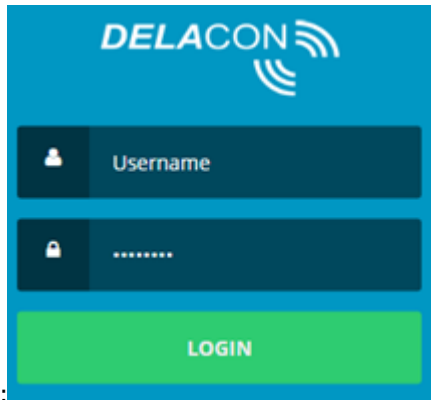 DELACON
Username
........
LOGIN
: